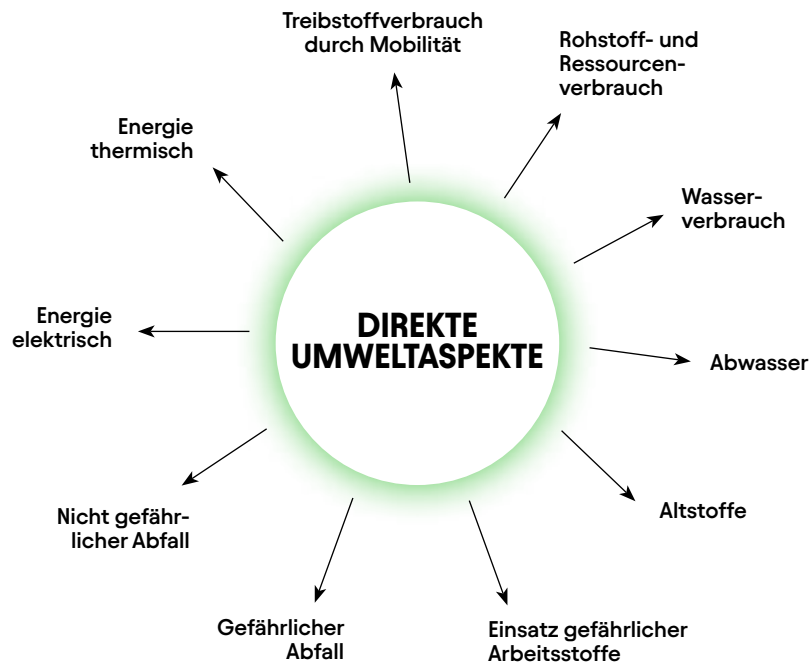 Treibstoffverbrauch
durch Mobilität
Rohstoff- und
Ressourcen-
verbrauch
Energie
thermisch
Wasser-
verbrauch
Energie
elektrisch
DIREKTE
UMWELTASPEKTE
Abwasser
Nicht gefähr-
licher Abfall
Altstoffe
Gefährlicher
Abfall
Einsatz gefährlicher
Arbeitsstoffe